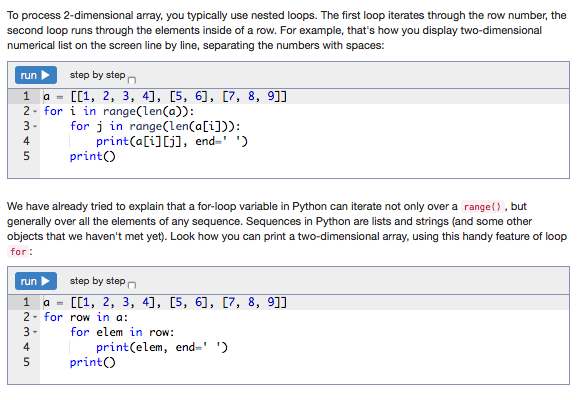 To process 2-dimensional array, you typically use nested loops. The first loop iterates through the row number, the
second loop runs through the elements inside of a row. For example, that's how you display two-dimensional
numerical list on the screen line by line, separating the numbers with spaces:
run step by step
1 a = [[1, 2, 3, 4], [5, 6], [7, 8, 9]]
2 for i in range(len(a)):
3     for j in range(len(a[i])):
4         print(a[i][j], end=' ')
5     print()
We have already tried to explain that a for-loop variable in Python can iterate not only over a range() , but
generally over all the elements of any sequence. Sequences in Python are lists and strings (and some other
objects that we haven't met yet). Look how you can print a two-dimensional array, using this handy feature of loop
for :
run step by step
1 a = [[1, 2, 3, 4], [5, 6], [7, 8, 9]]
2 for row in a:
3     for elem in row:
4         print(elem, end=' ')
5     print()